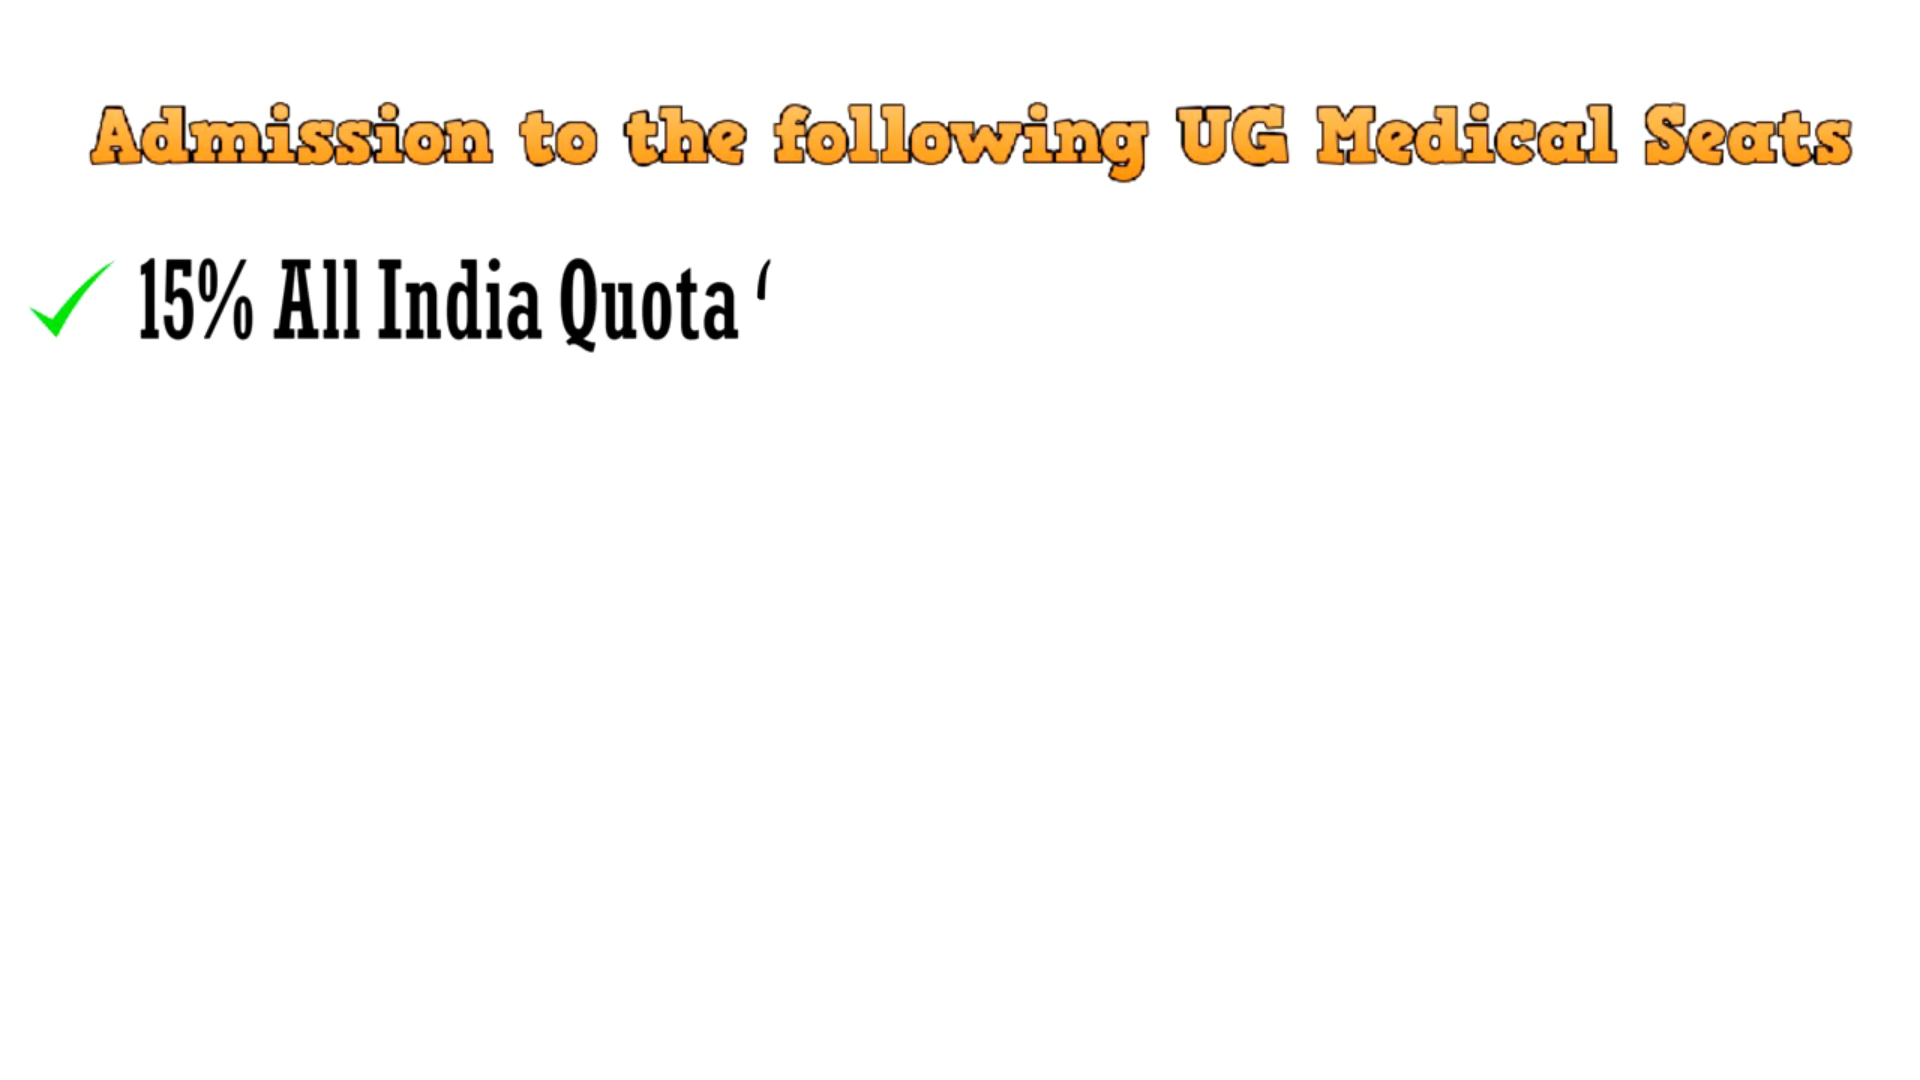 Admission to the following UG Medical Seats
15% All India Quota (